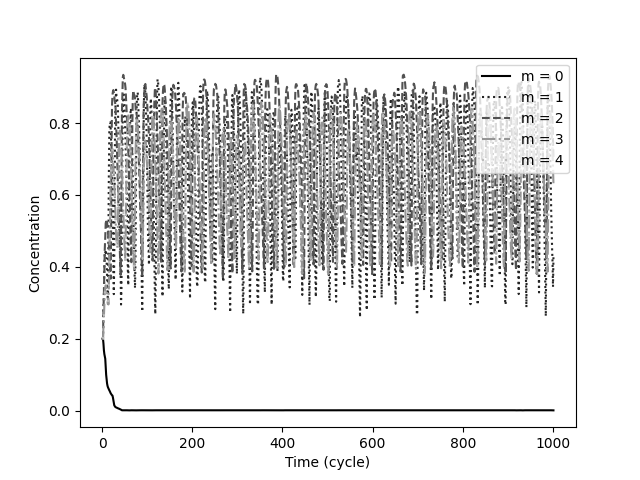 m = 0
m = 1
m = 2
m = 3
m = 4
Concentration
0.8
0.6
0.4
0.2
0.0
0 200 400 600 800 1000
Time (cycle)